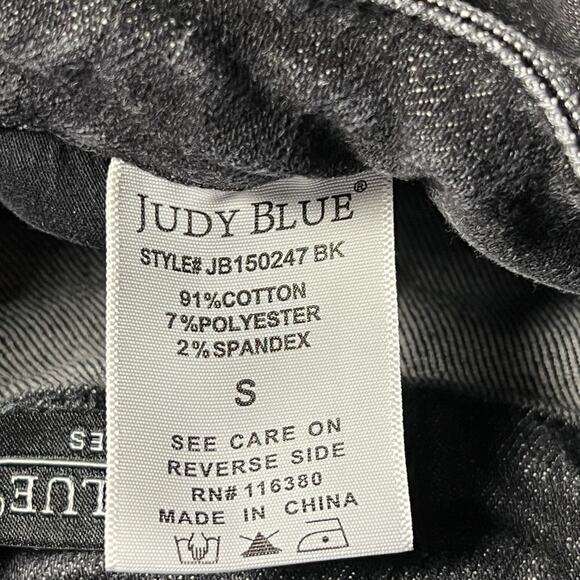 JUDY BLUE®
STYLE# JB150247 BK
91%COTTON
7%POLYESTER
2%SPANDEX
S
SEE CARE ON
REVERSE SIDE
RN# 116380
MADE IN CHINA